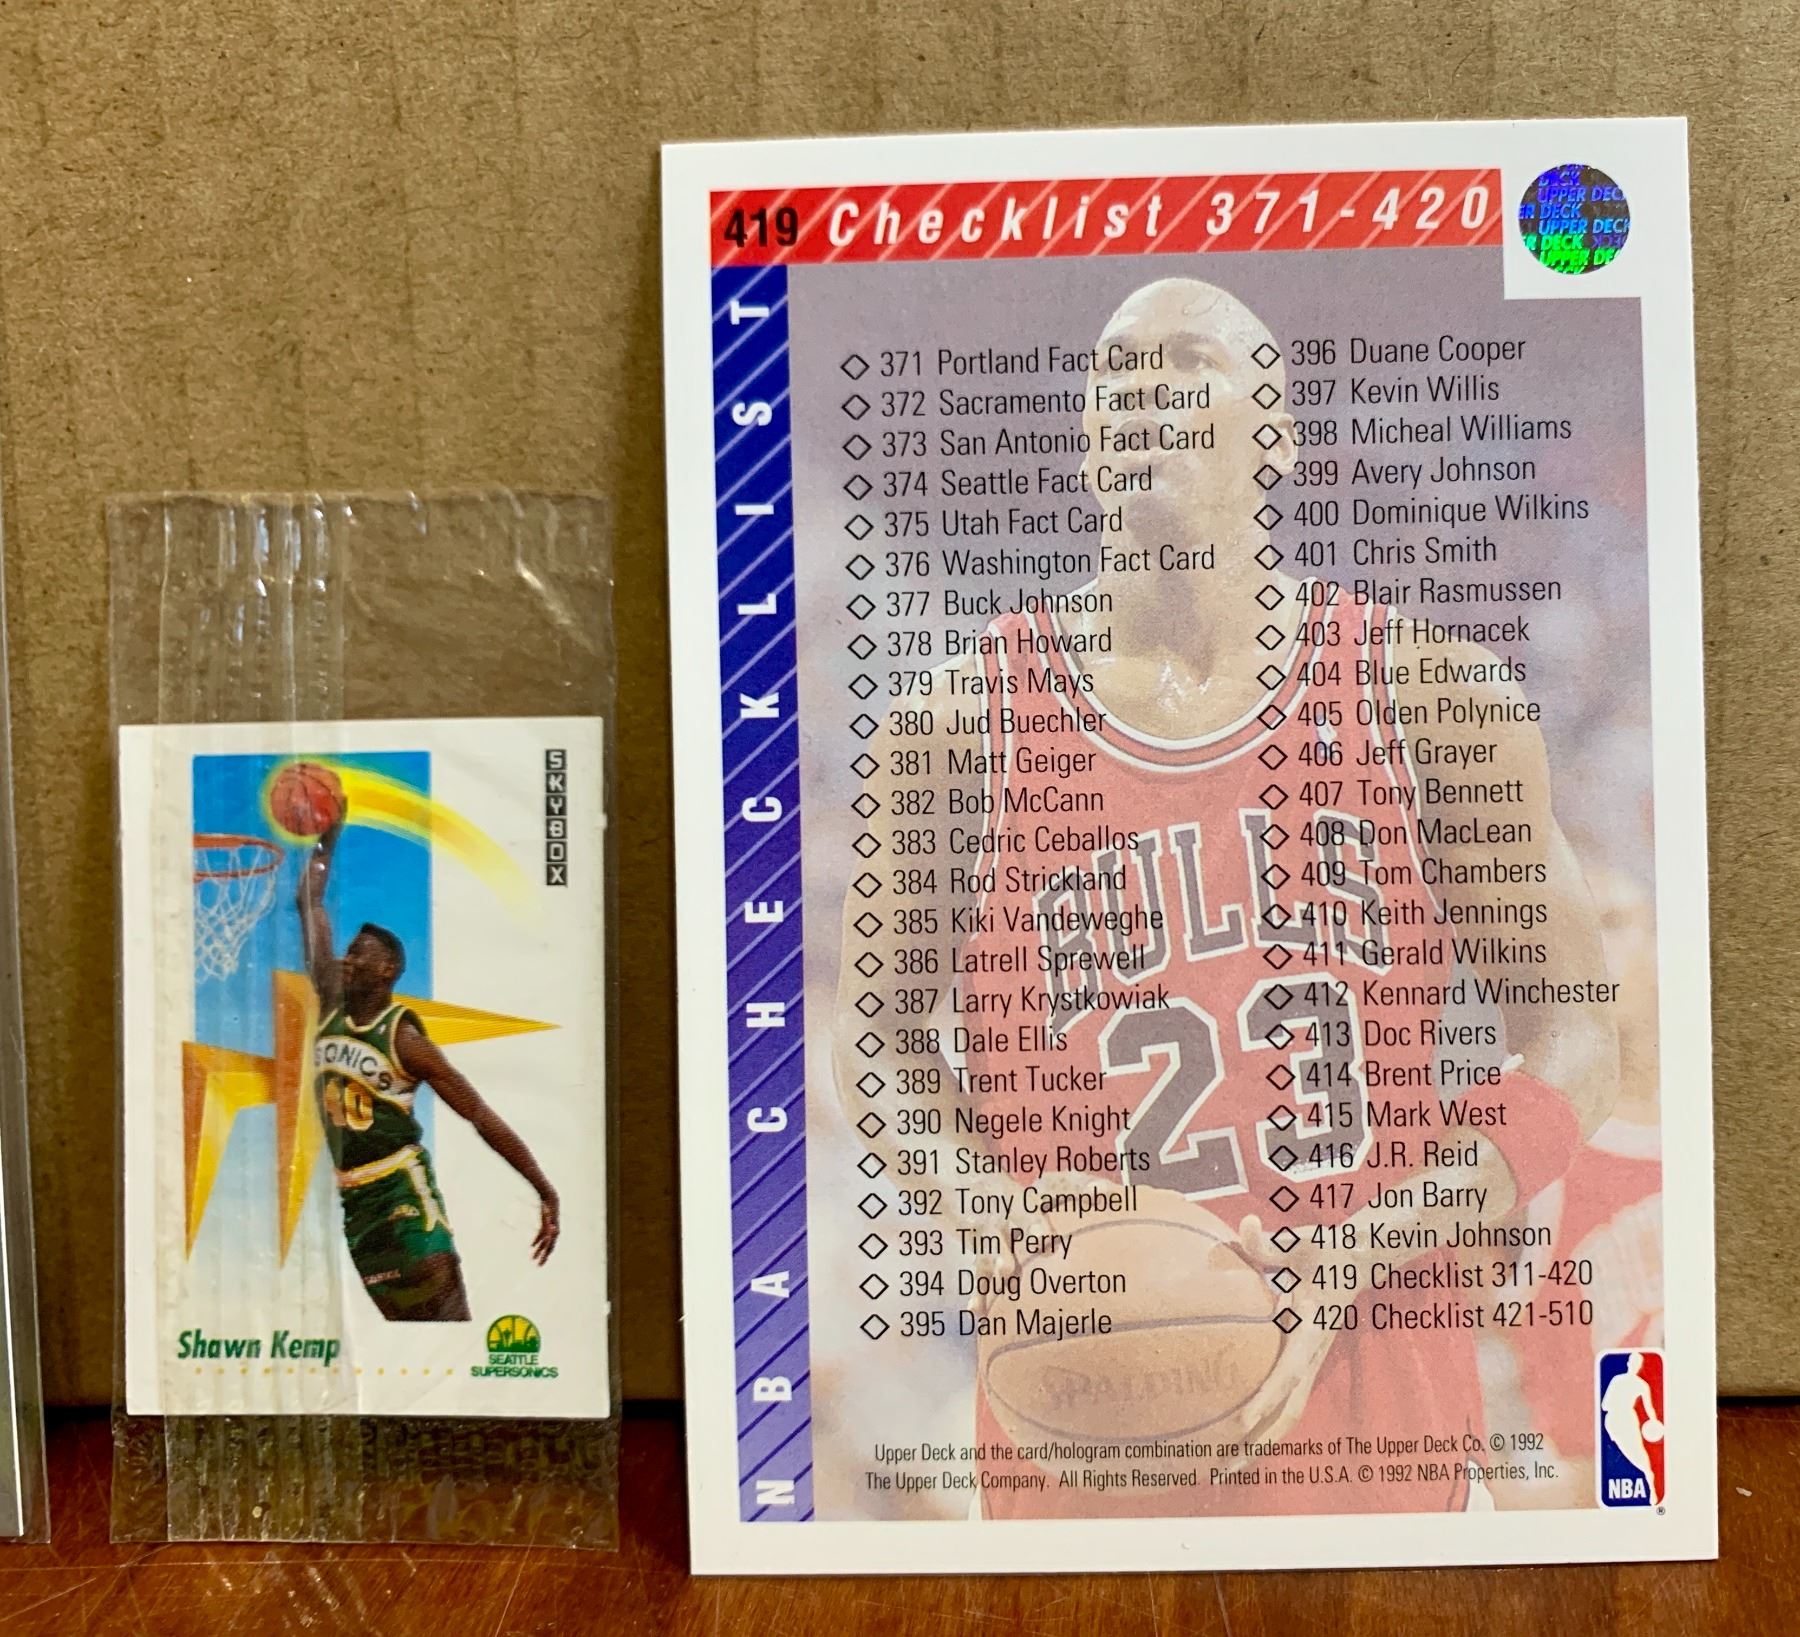 SKYBOX
SONICS
40
Shawn Kemp
SEATTLE
SUPERSONICS
419 Checklist 371-420
UPPER DECK
NBA CHECKLIST
371 Portland Fact Card
372 Sacramento Fact Card
373 San Antonio Fact Card
374 Seattle Fact Card
375 Utah Fact Card
376 Washington Fact Card
377 Buck Johnson
378 Brian Howard
379 Travis Mays
380 Jud Buechler
381 Matt Geiger
382 Bob McCann
383 Cedric Ceballos
384 Rod Strickland
385 Kiki Vandeweghe
386 Latrell Sprewell
387 Larry Krystkowiak
388 Dale Ellis
389 Trent Tucker
390 Negele Knight
391 Stanley Roberts
392 Tony Campbell
393 Tim Perry
394 Doug Overton
395 Dan Majerle
396 Duane Cooper
397 Kevin Willis
398 Micheal Williams
399 Avery Johnson
400 Dominique Wilkins
401 Chris Smith
402 Blair Rasmussen
403 Jeff Hornacek
404 Blue Edwards
405 Olden Polynice
406 Jeff Grayer
407 Tony Bennett
408 Don MacLean
409 Tom Chambers
410 Keith Jennings
411 Gerald Wilkins
412 Kennard Winchester
413 Doc Rivers
414 Brent Price
415 Mark West
416 J.R. Reid
417 Jon Barry
418 Kevin Johnson
419 Checklist 311-420
420 Checklist 421-510
BULLS
23
Upper Deck and the card/hologram combination are trademarks of The Upper Deck Co. © 1992
The Upper Deck Company. All Rights Reserved. Printed in the U.S.A. © 1992 NBA Properties, Inc.
NBA
®